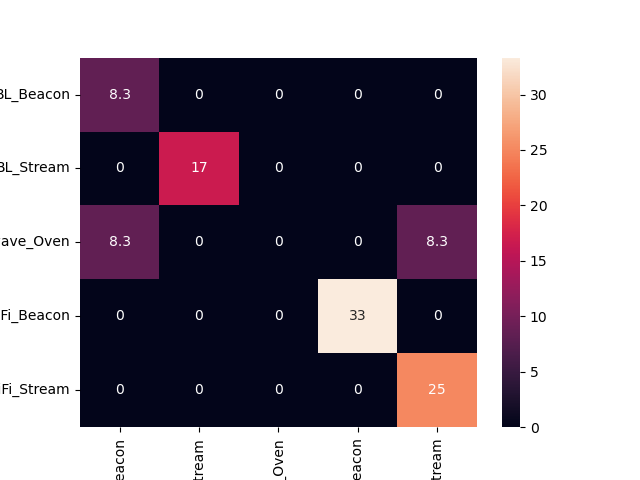 BL_Beacon 8.3 0 0 0 0
BL_Stream 0 17 0 0 0
ave_Oven 8.3 0 0 0 8.3
Fi_Beacon 0 0 0 33 0
Fi_Stream 0 0 0 0 25
eacon
tream
_Oven
eacon
tream
30
25
20
15
10
5
0